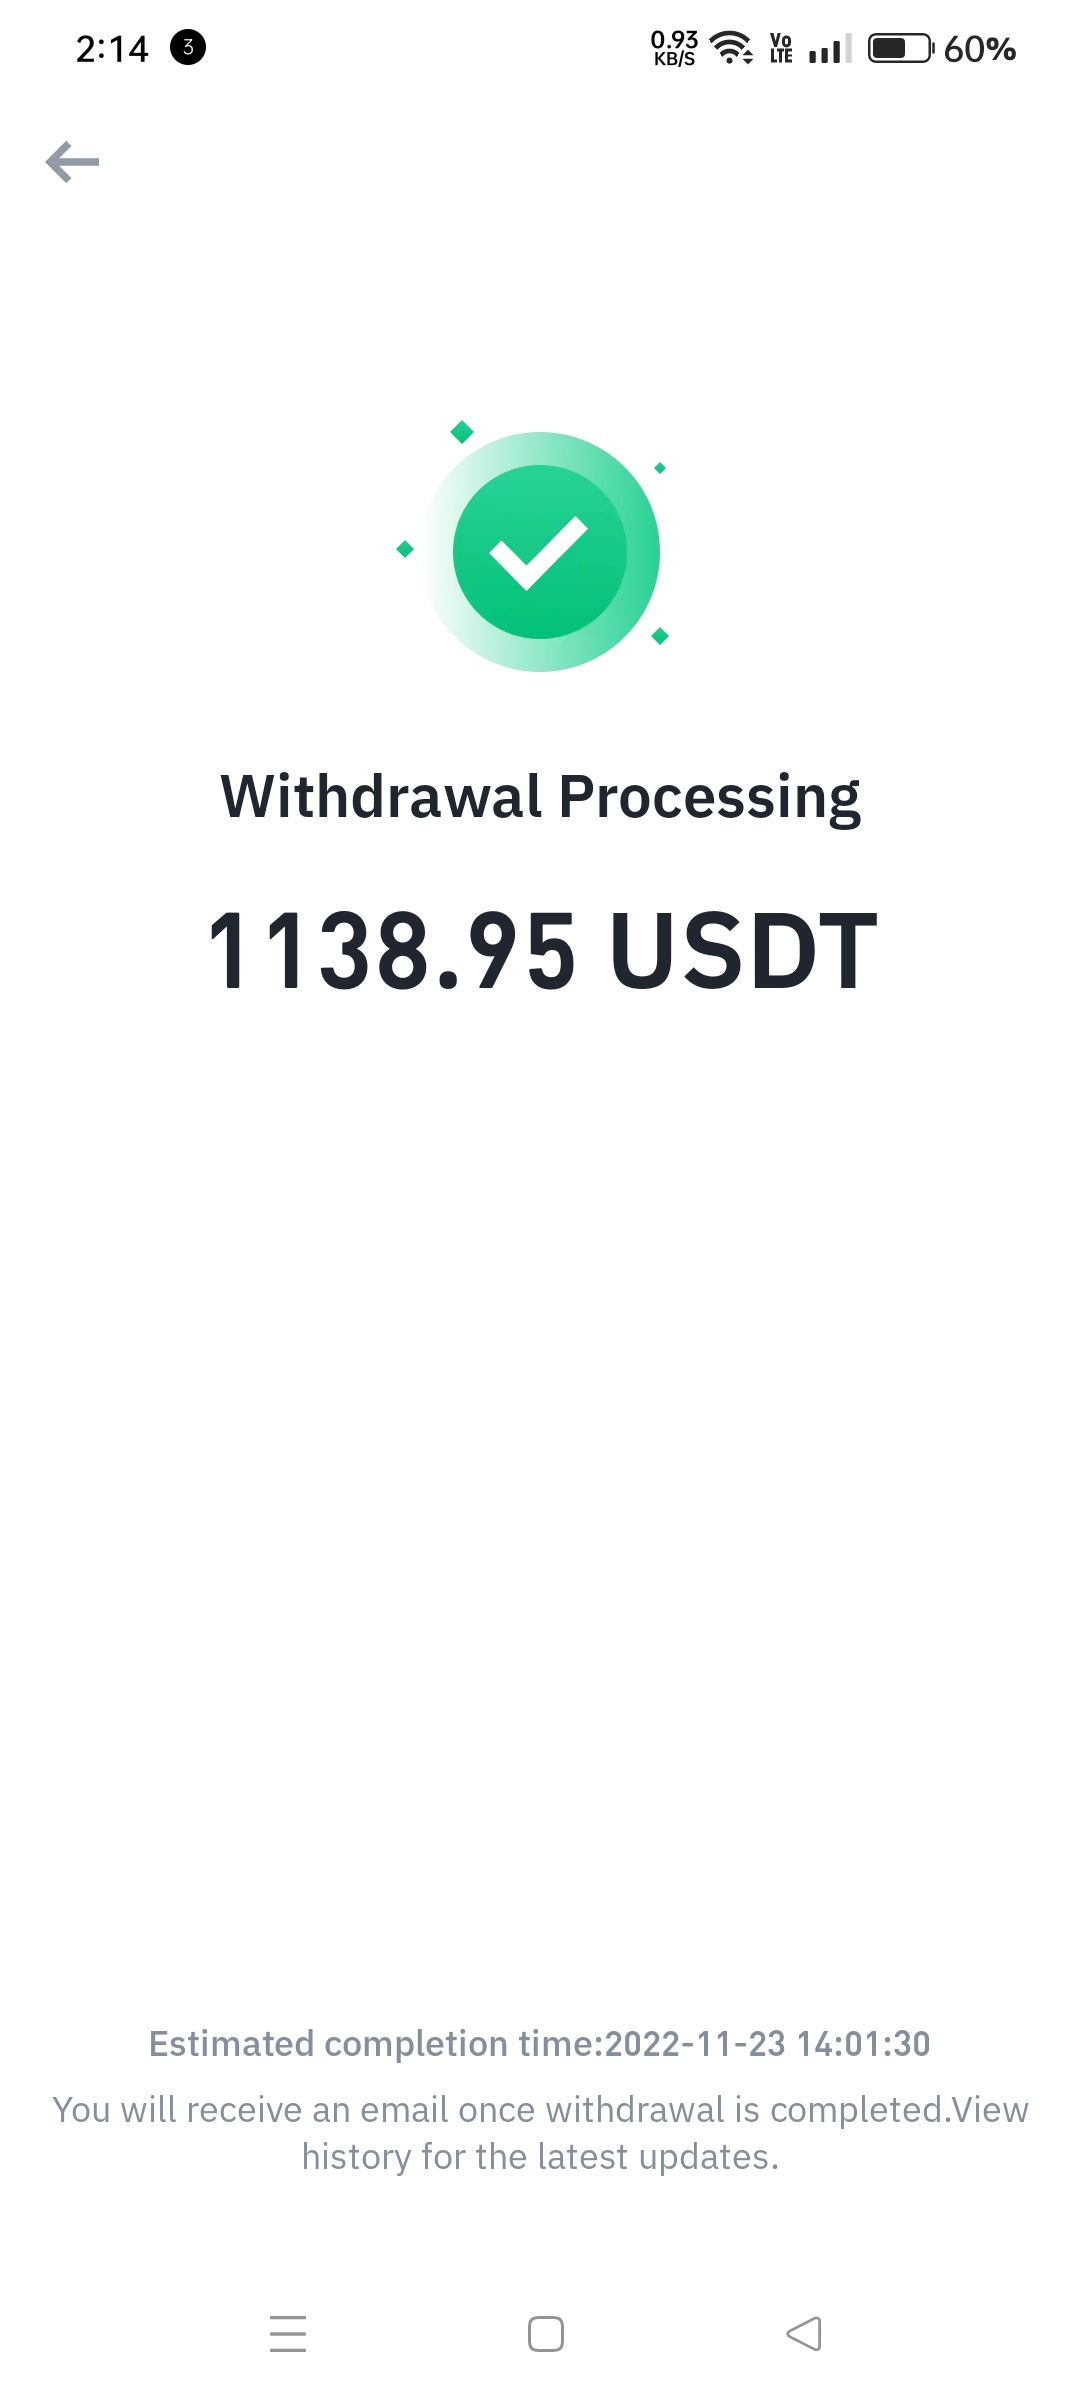 2:14 3 0.93 KB/S Vo LTE 60%
Withdrawal Processing
1138.95 USDT
Estimated completion time:2022-11-23 14:01:30
You will receive an email once withdrawal is completed.View
history for the latest updates.